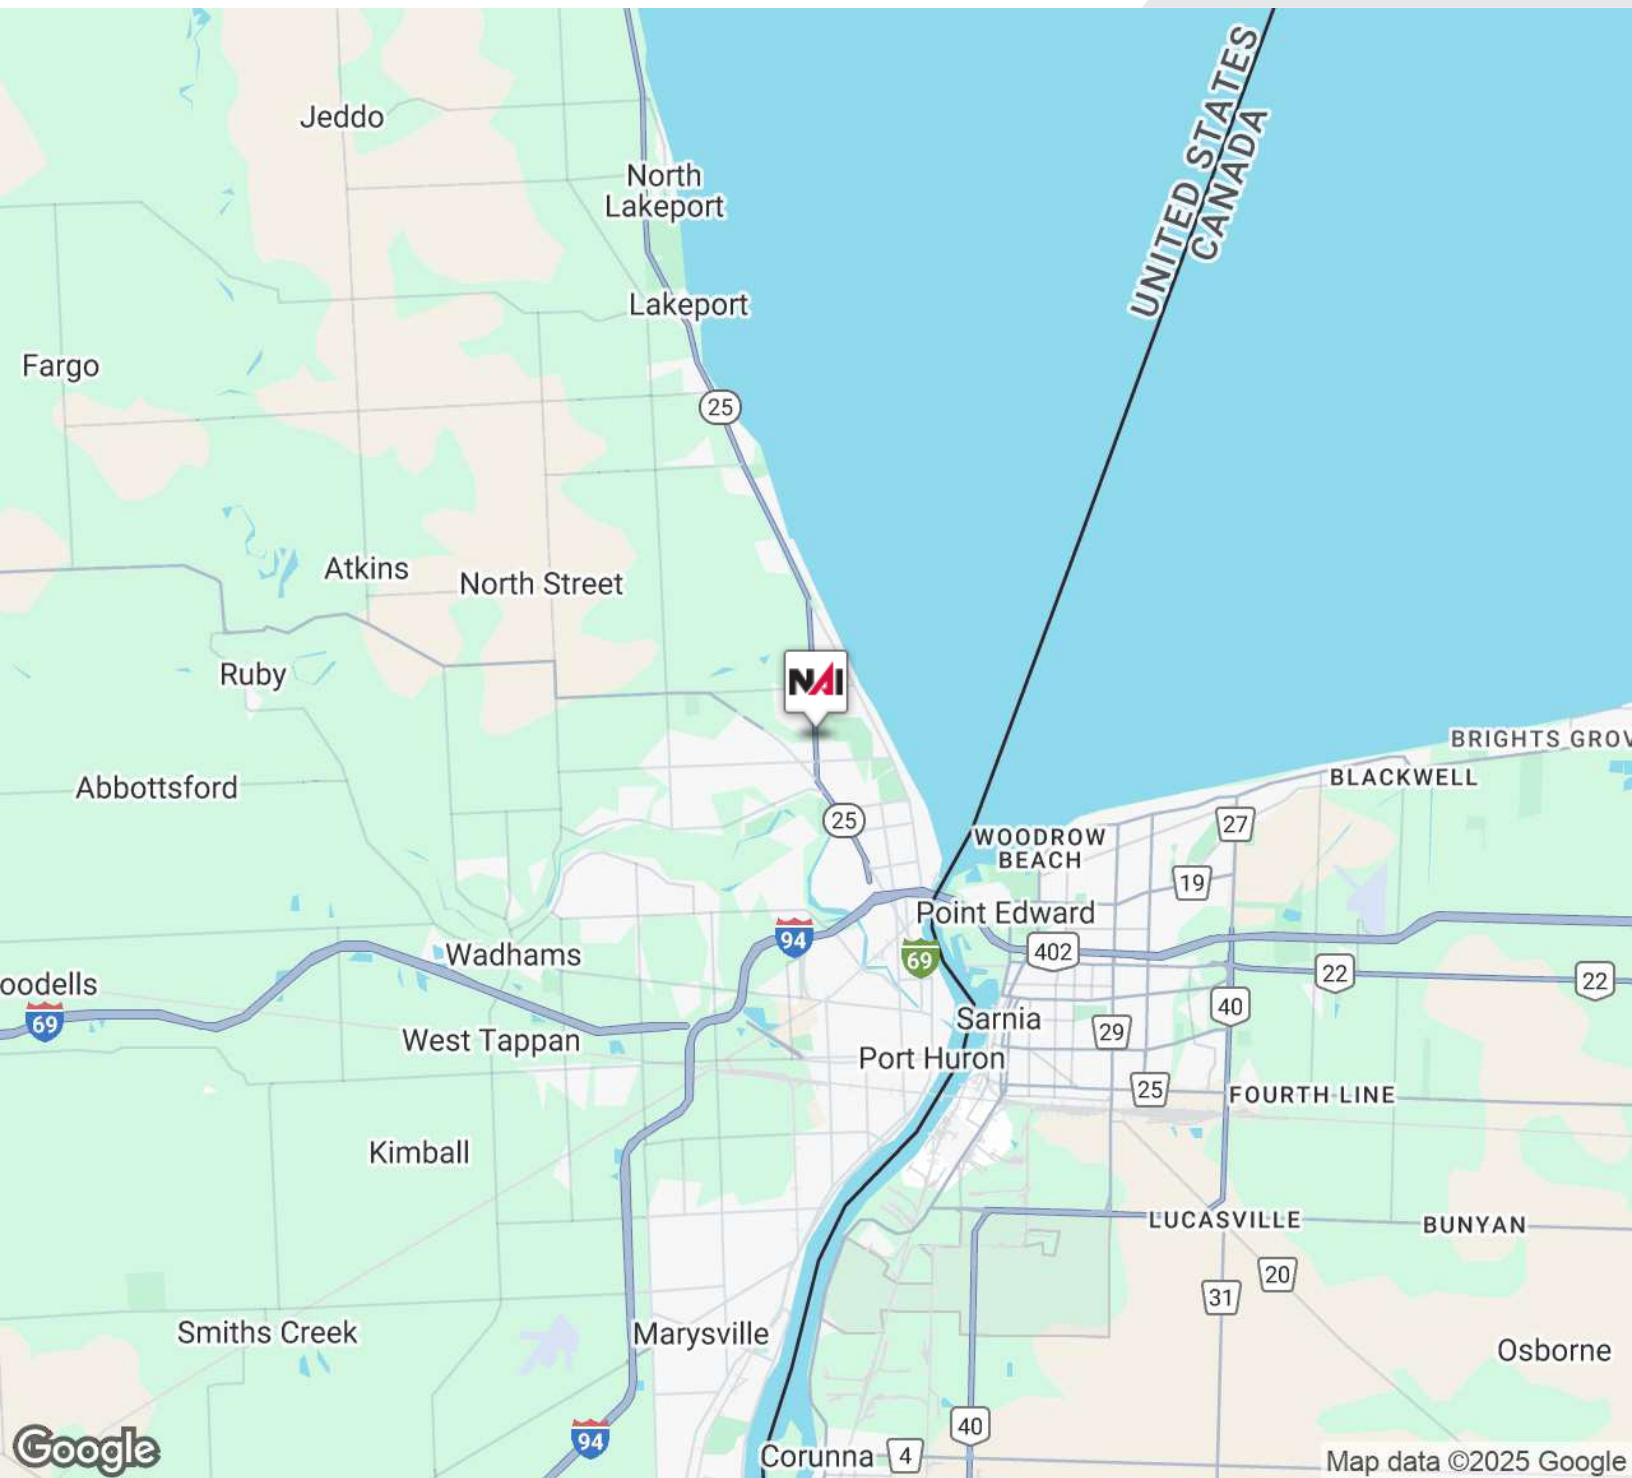 UNITED STATES
CANADA
Jeddo
North
Lakeport
Lakeport
Fargo
25
Atkins
North Street
Ruby
NAI
BRIGHTS GROV
BLACKWELL
Abbottsford
25
27
WOODROW
BEACH
19
Point Edward
94
402
69
Wadhams
22
22
oodells
69
40
Sarnia
29
West Tappan
Port Huron
25
FOURTH LINE
Kimball
LUCASVILLE
BUNYAN
20
31
Smiths Creek
Marysville
Osborne
40
94
Google
Corunna
4
Map data ©2025 Google